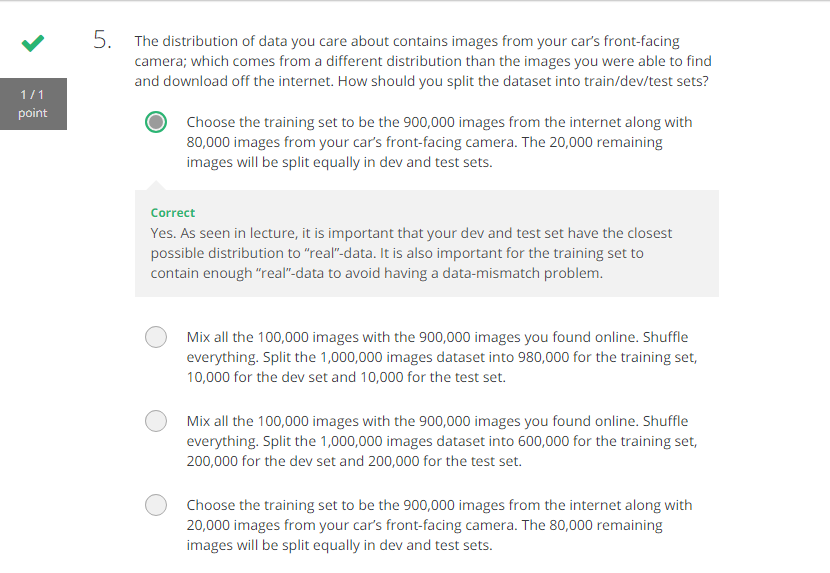 5.
The distribution of data you care about contains images from your car's front-facing
camera; which comes from a different distribution than the images you were able to find
and download off the internet. How should you split the dataset into train/dev/test sets?
1 / 1
point
Choose the training set to be the 900,000 images from the internet along with
80,000 images from your car's front-facing camera. The 20,000 remaining
images will be split equally in dev and test sets.
Correct
Yes. As seen in lecture, it is important that your dev and test set have the closest
possible distribution to “real”-data. It is also important for the training set to
contain enough “real”-data to avoid having a data-mismatch problem.
Mix all the 100,000 images with the 900,000 images you found online. Shuffle
everything. Split the 1,000,000 images dataset into 980,000 for the training set,
10,000 for the dev set and 10,000 for the test set.
Mix all the 100,000 images with the 900,000 images you found online. Shuffle
everything. Split the 1,000,000 images dataset into 600,000 for the training set,
200,000 for the dev set and 200,000 for the test set.
Choose the training set to be the 900,000 images from the internet along with
20,000 images from your car's front-facing camera. The 80,000 remaining
images will be split equally in dev and test sets.